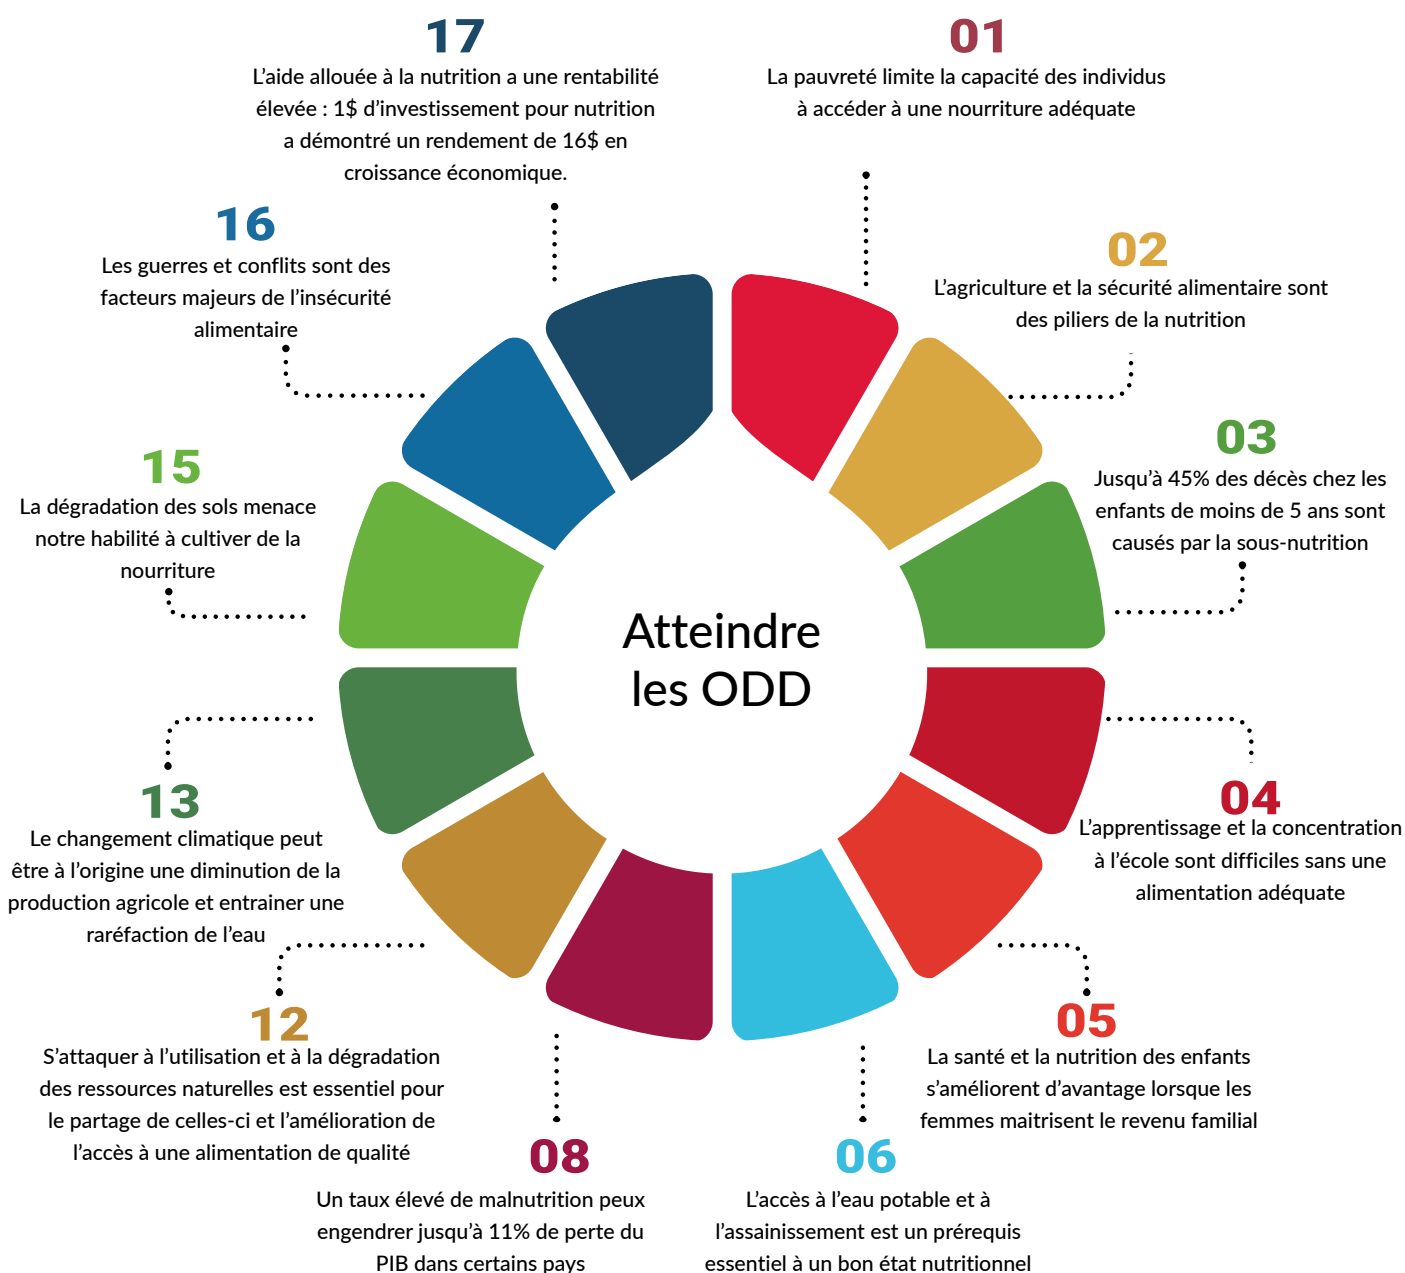 17
L'aide allouée à la nutrition a une rentabilité
élevée : 1$ d'investissement pour nutrition
a démontré un rendement de 16$ en
croissance économique.
01
La pauvreté limite la capacité des individus
à accéder à une nourriture adéquate
02
L'agriculture et la sécurité alimentaire sont
des piliers de la nutrition
03
Jusqu'à 45% des décès chez les
enfants de moins de 5 ans sont
causés par la sous-nutrition
04
L'apprentissage et la concentration
à l'école sont difficiles sans une
alimentation adéquate
05
La santé et la nutrition des enfants
s'améliorent d'avantage lorsque les
femmes maitrisent le revenu familial
06
L'accès à l'eau potable et à
l'assainissement est un prérequis
essentiel à un bon état nutritionnel
08
Un taux élevé de malnutrition peux
engendrer jusqu'à 11% de perte du
PIB dans certains pays
12
S'attaquer à l'utilisation et à la dégradation
des ressources naturelles est essentiel pour
le partage de celles-ci et l'amélioration de
l'accès à une alimentation de qualité
13
Le changement climatique peut
être à l'origine une diminution de la
production agricole et entrainer une
raréfaction de l'eau
15
La dégradation des sols menace
notre habilité à cultiver de la
nourriture
16
Les guerres et conflits sont des
facteurs majeurs de l'insécurité
alimentaire
Atteindre
les ODD